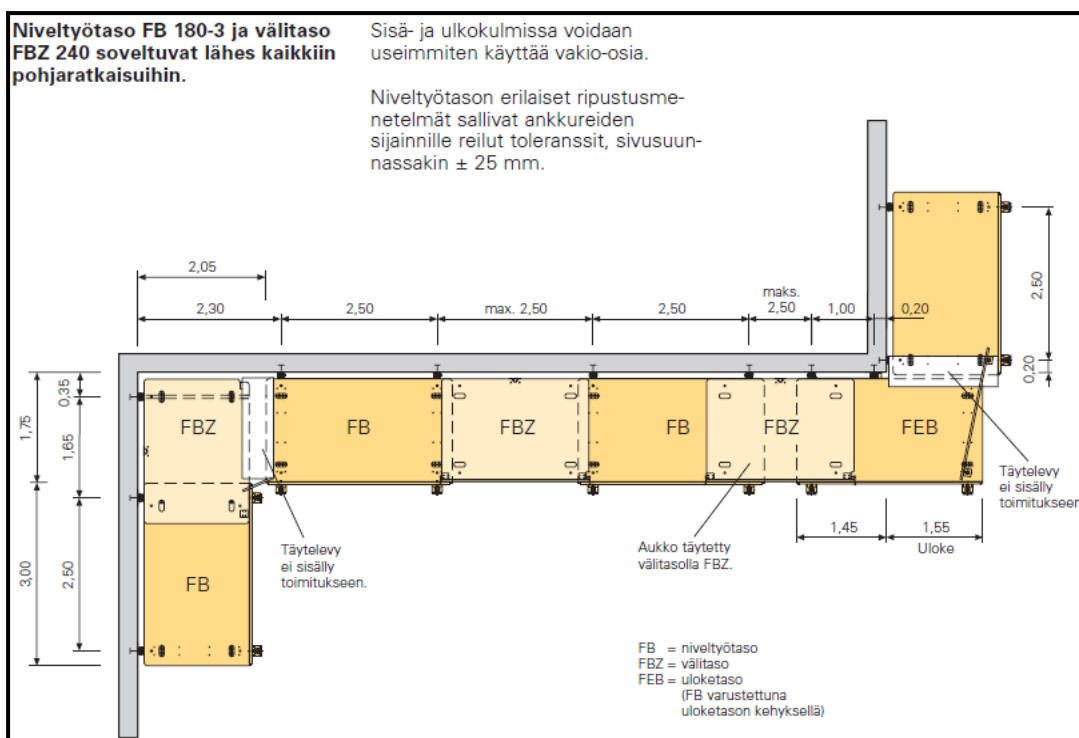 Niveltyötaso FB 180-3 ja välitaso
FBZ 240 soveltuvat lähes kaikkiin
pohjaratkaisuihin.
Sisä- ja ulkokulmissa voidaan
useimmiten käyttää vakio-osia.
Niveltyötason erilaiset ripustusme-
netelmät sallivat ankkureiden
sijainnille reilut toleranssit, sivusuun-
nassakin ± 25 mm.
2,05
2,30
2,50
max. 2,50
2,50
maks.
2,50
1,00
0,20
2,50
0,20
0,35
1,75
1,65
3,00
2,50
FBZ
FB
FBZ
FB
FBZ
FEB
FB
Täytelevy
ei sisälly
toimitukseen.
Aukko täytetty
välitasolla FBZ.
1,45
1,55
Uloke
Täytelevy
ei sisälly
toimitukseen
FB = niveltyötaso
FBZ = välitaso
FEB = uloketaso
(FB varustettuna
uloketason kehyksellä)